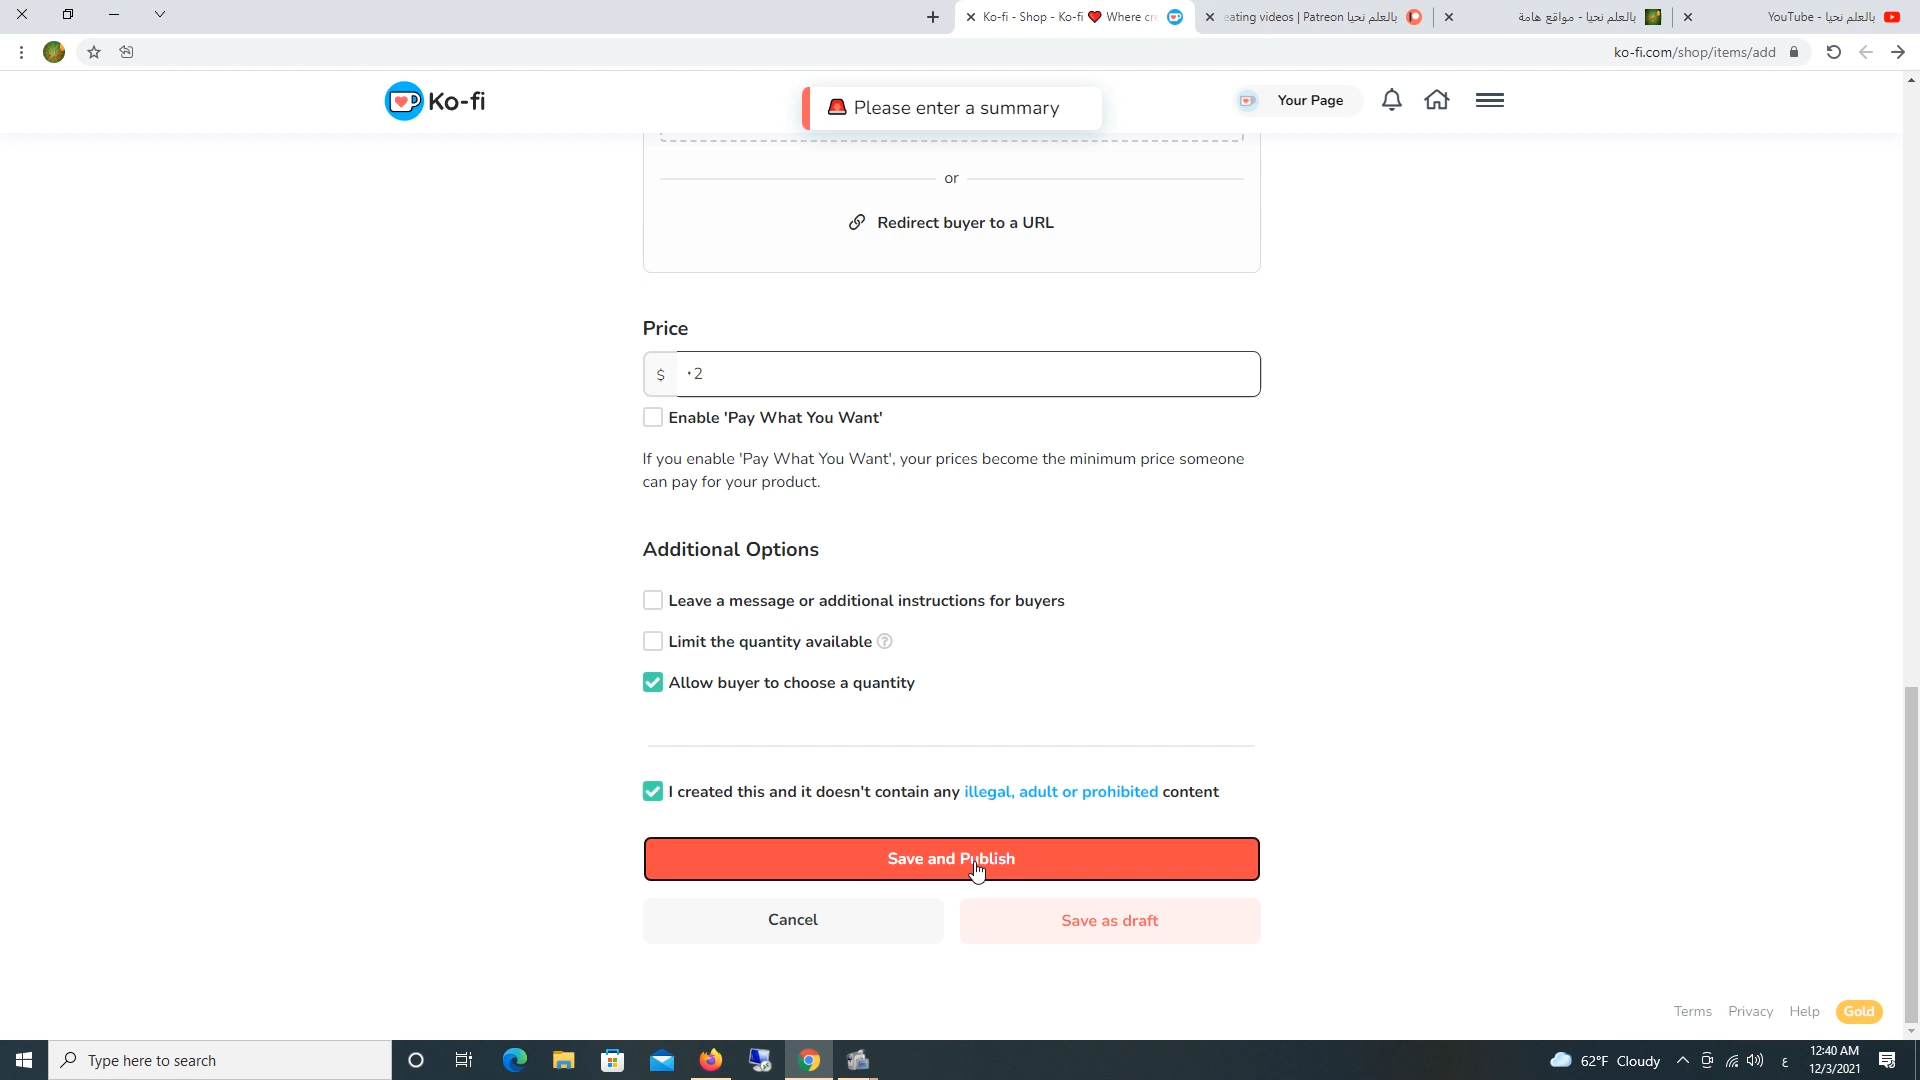 Ko-fi - Shop - Ko-fi ❤️ Where cr
eating videos | Patreon بالعلم نحيا
بالعلم نحيا - مواقع هامة
YouTube - بالعلم نحيا
ko-fi.com/shop/items/add
Ko-fi
🚨 Please enter a summary
Your Page
or
Redirect buyer to a URL
Price
$ ·2
Enable 'Pay What You Want'
If you enable 'Pay What You Want', your prices become the minimum price someone
can pay for your product.
Additional Options
Leave a message or additional instructions for buyers
Limit the quantity available ?
Allow buyer to choose a quantity
I created this and it doesn't contain any illegal, adult or prohibited content
Save and Publish
Cancel
Save as draft
Terms Privacy Help Gold
Type here to search
62°F Cloudy
ع
12:40 AM
12/3/2021